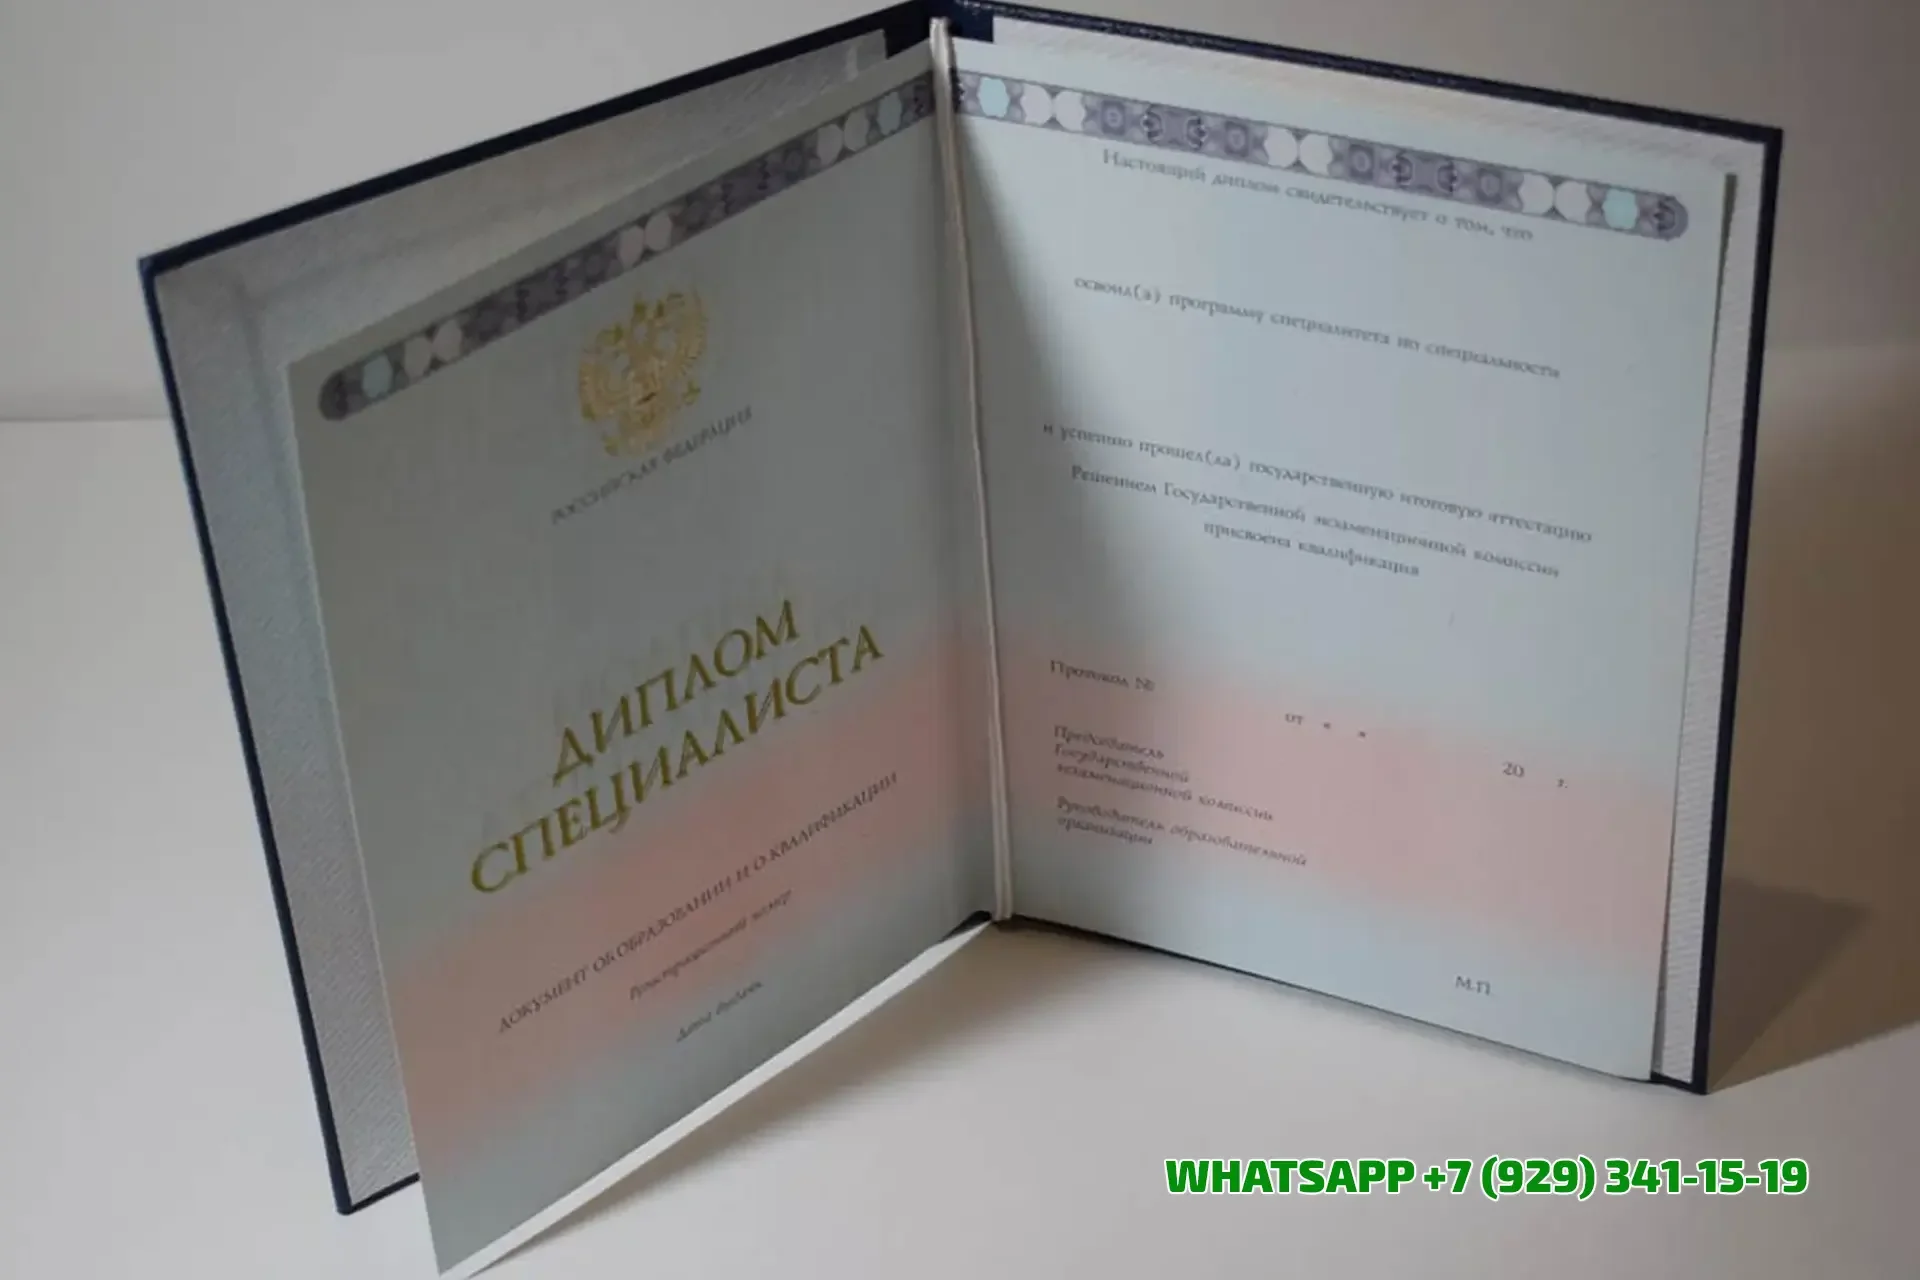 РОССИЙСКАЯ ФЕДЕРАЦИЯ
ДИПЛОМ
СПЕЦИАЛИСТА
ДОКУМЕНТ ОБ ОБРАЗОВАНИИ И О КВАЛИФИКАЦИИ
Регистрационный номер
Дата выдачи
Настоящий диплом свидетельствует о том, что
освоил(а) программу специалитета по специальности
и успешно прошел(ла) государственную итоговую аттестацию
Решением Государственной экзаменационной комиссии
присвоена квалификация
Протокол №
от « »
20 г.
Председатель
Государственной
экзаменационной комиссии
Руководитель образовательной
организации
М.П.
WHATSAPP +7 (929) 341-15-19